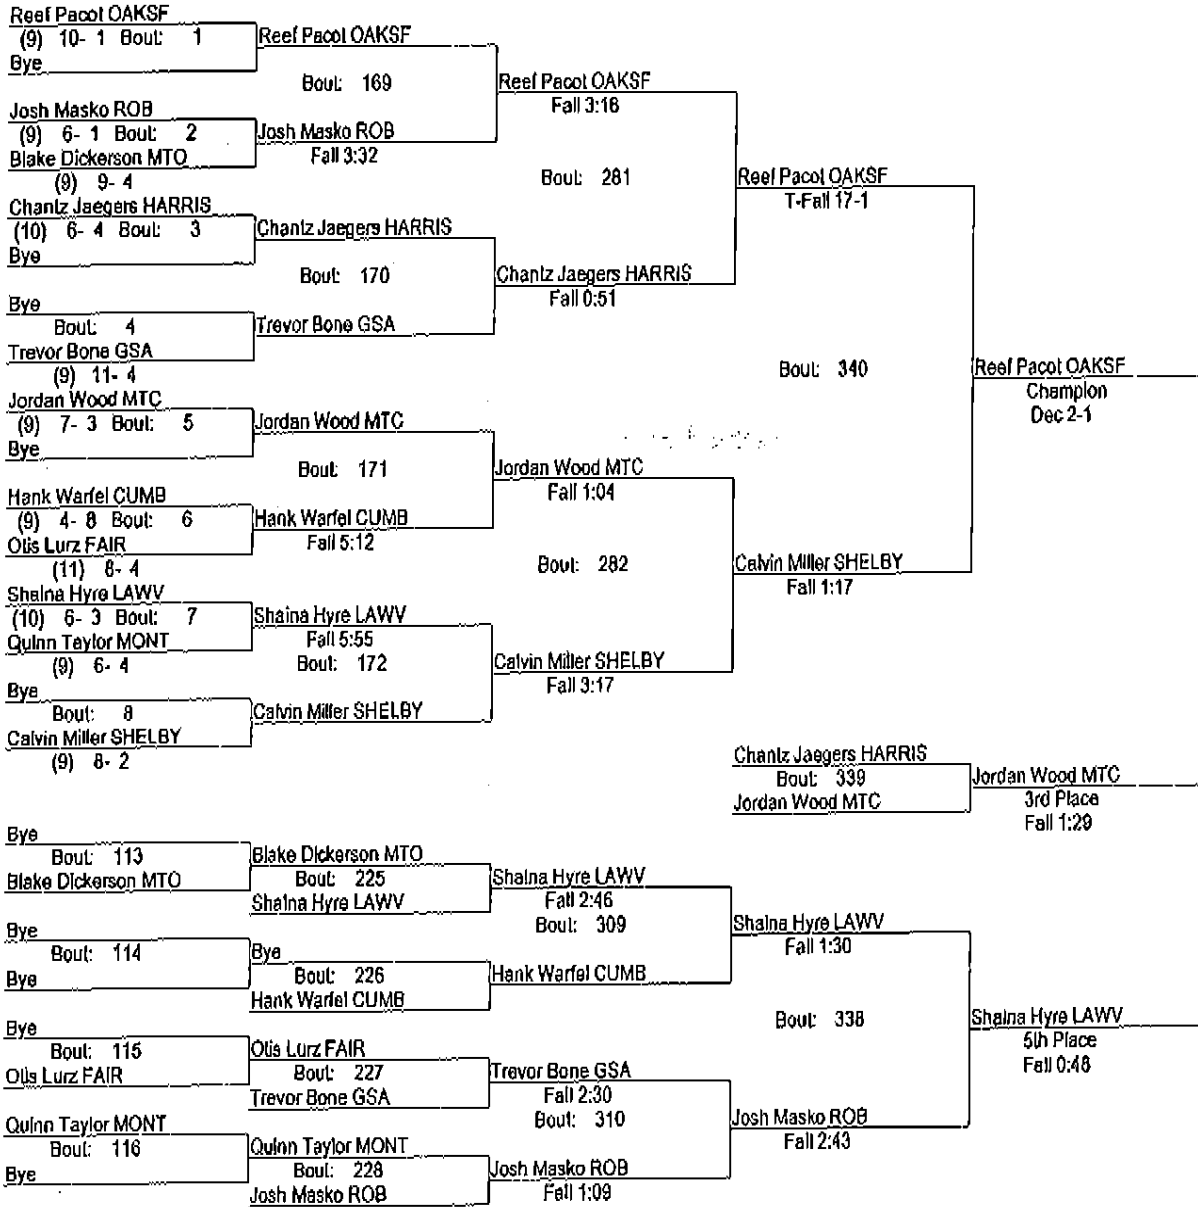 Reef Pacot OAKSF
(9) 10- 1 Bout: 1
Bye
Reef Pacot OAKSF
Bout: 169
Josh Masko ROB
(9) 6- 1 Bout: 2
Blake Dickerson MTO
(9) 9- 4
Josh Masko ROB
Fall 3:32
Reef Pacot OAKSF
Fall 3:16
Bout: 281
Chantz Jaegers HARRIS
(10) 6- 4 Bout: 3
Bye
Chantz Jaegers HARRIS
Bout: 170
Bye
Bout: 4
Trevor Bone GSA
(9) 11- 4
Trevor Bone GSA
Chantz Jaegers HARRIS
Fall 0:51
Reef Pacot OAKSF
T-Fall 17-1
Bout: 340
Reef Pacot OAKSF
Champion
Dec 2-1
Jordan Wood MTC
(9) 7- 3 Bout: 5
Bye
Jordan Wood MTC
Bout: 171
Hank Warfel CUMB
(9) 4- 8 Bout: 6
Otis Lurz FAIR
(11) 8- 4
Hank Warfel CUMB
Fall 5:12
Jordan Wood MTC
Fall 1:04
Bout: 282
Shaina Hyre LAWV
(10) 6- 3 Bout: 7
Quinn Taylor MONT
(9) 6- 4
Shaina Hyre LAWV
Fall 5:55
Bout: 172
Bye
Bout: 8
Calvin Miller SHELBY
(9) 8- 2
Calvin Miller SHELBY
Calvin Miller SHELBY
Fall 3:17
Calvin Miller SHELBY
Fall 1:17
Chantz Jaegers HARRIS
Bout: 339
Jordan Wood MTC
Jordan Wood MTC
3rd Place
Fall 1:29
Bye
Bout: 113
Blake Dickerson MTO
Blake Dickerson MTO
Bout: 225
Shaina Hyre LAWV
Shaina Hyre LAWV
Fall 2:46
Bout: 309
Bye
Bout: 114
Bye
Bye
Bout: 226
Hank Warfel CUMB
Hank Warfel CUMB
Shaina Hyre LAWV
Fall 1:30
Bout: 338
Shaina Hyre LAWV
5th Place
Fall 0:48
Bye
Bout: 115
Otis Lurz FAIR
Otis Lurz FAIR
Bout: 227
Trevor Bone GSA
Trevor Bone GSA
Fall 2:30
Bout: 310
Quinn Taylor MONT
Bout: 116
Bye
Quinn Taylor MONT
Bout: 228
Josh Masko ROB
Josh Masko ROB
Fall 1:09
Josh Masko ROB
Fall 2:43